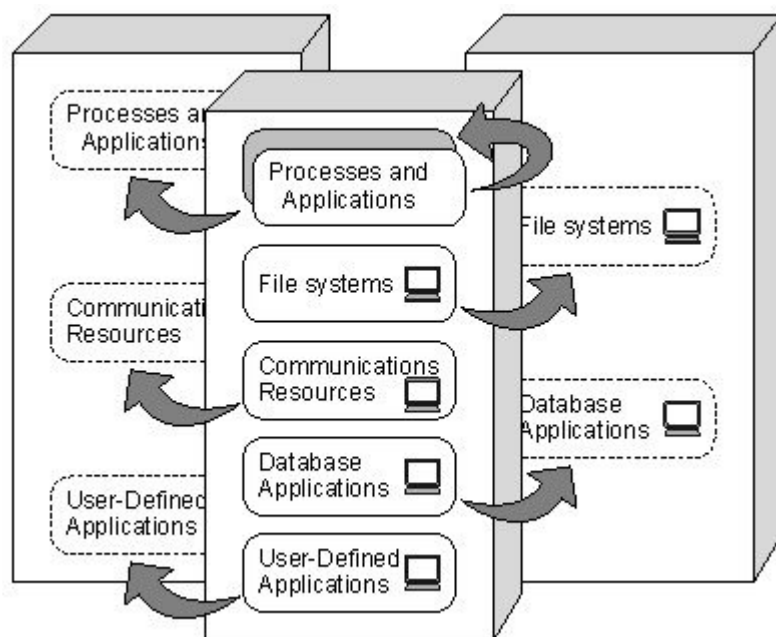 Processes
Applications
Communicati
Resources
User-Defined
Applications
Processes and
Applications
File systems
Communications
Resources
Database
Applications
User-Defined
Applications
File systems
Database
Applications